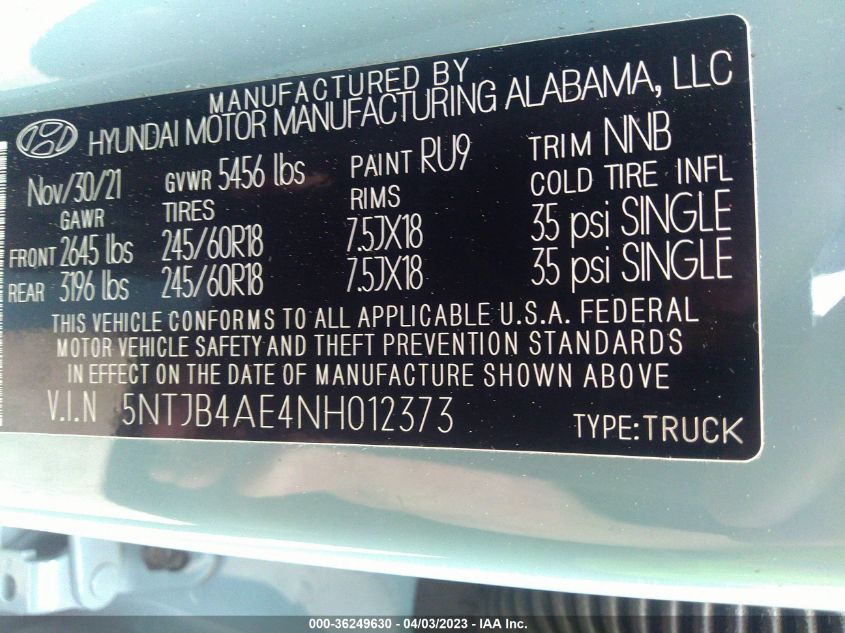 MANUFACTURED BY
HYUNDAI MOTOR MANUFACTURING ALABAMA, LLC
Nov/30/21 GVWR 5456 lbs PAINT RU9 TRIM NNB
GAWR TIRES RIMS COLD TIRE INFL
FRONT 2645 lbs 245/60R18 7.5JX18 35 psi SINGLE
REAR 3196 lbs 245/60R18 7.5JX18 35 psi SINGLE
THIS VEHICLE CONFORMS TO ALL APPLICABLE U.S.A. FEDERAL
MOTOR VEHICLE SAFETY AND THEFT PREVENTION STANDARDS
IN EFFECT ON THE DATE OF MANUFACTURE SHOWN ABOVE
V.I.N 5NTJB4AE4NH012373 TYPE:TRUCK
000-36249630 - 04/03/2023 - IAA Inc.